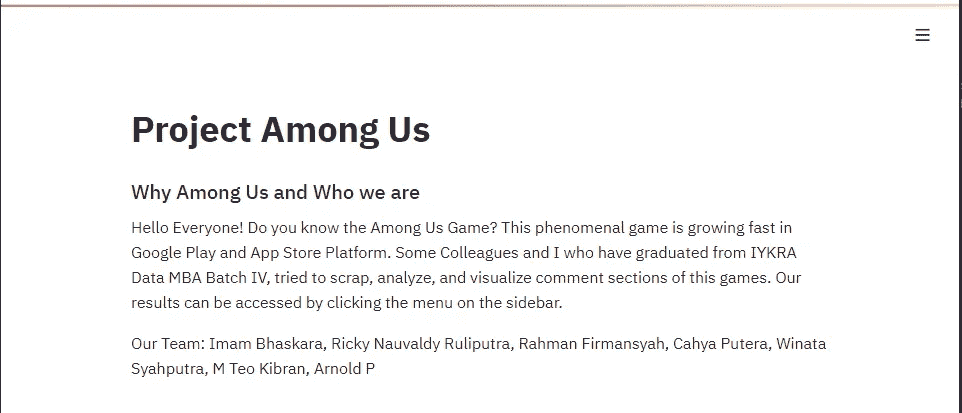 Project Among Us
Why Among Us and Who we are
Hello Everyone! Do you know the Among Us Game? This phenomenal game is growing fast in
Google Play and App Store Platform. Some Colleagues and I who have graduated from IYKRA
Data MBA Batch IV, tried to scrap, analyze, and visualize comment sections of this games. Our
results can be accessed by clicking the menu on the sidebar.
Our Team: Imam Bhaskara, Ricky Nauvaldy Ruliputra, Rahman Firmansyah, Cahya Putera, Winata
Syahputra, M Teo Kibran, Arnold P